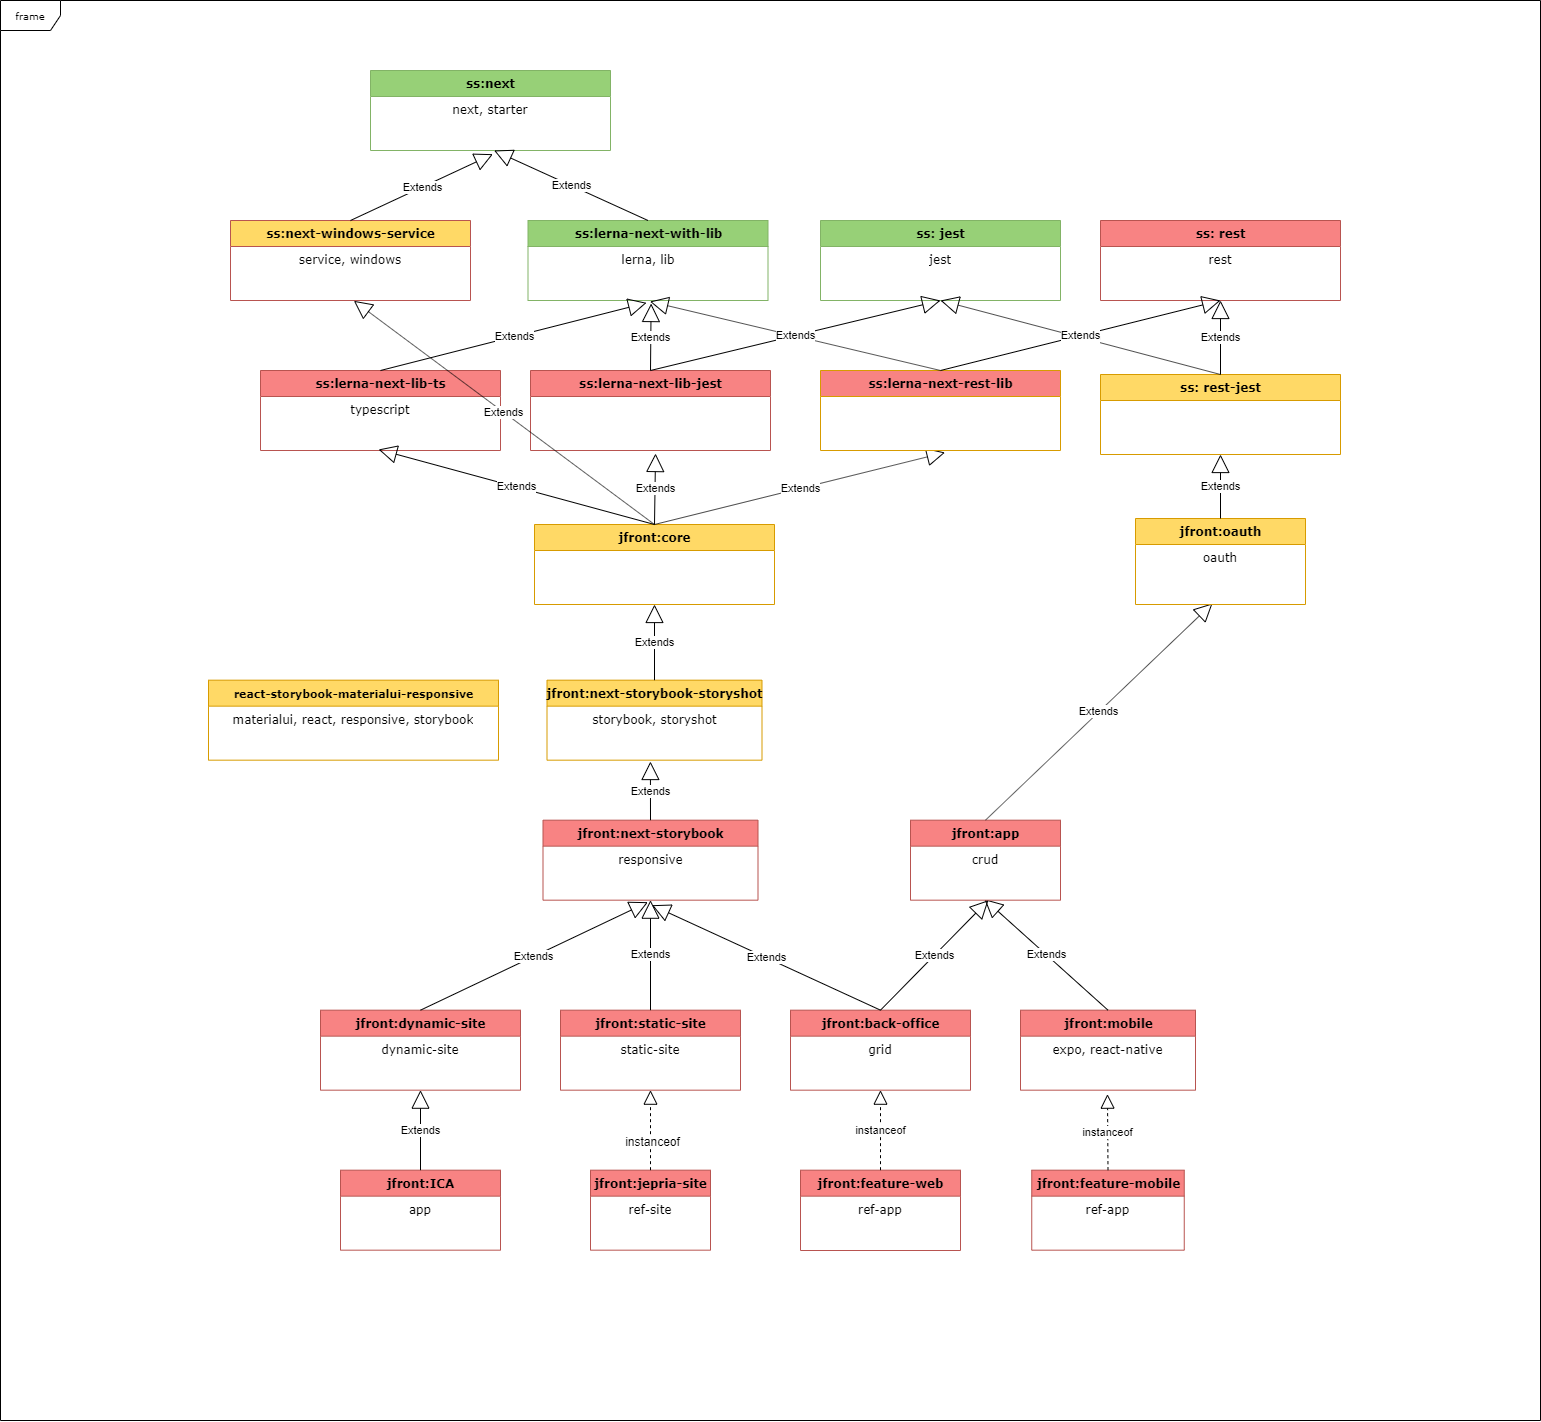 frame
ss:next
next, starter
Extends
Extends
ss:next-windows-service
service, windows
ss:lerna-next-with-lib
lerna, lib
ss: jest
jest
ss: rest
rest
Extends
Extends
Extends
Extends
Extends
ss:lerna-next-lib-ts
typescript
ss:lerna-next-lib-jest
ss:lerna-next-rest-lib
ss: rest-jest
Extends
Extends
Extends
Extends
Extends
jfront:core
jfront:oauth
oauth
Extends
react-storybook-materialui-responsive
materialui, react, responsive, storybook
jfront:next-storybook-storyshot
storybook, storyshot
Extends
Extends
jfront:next-storybook
responsive
jfront:app
crud
Extends
Extends
Extends
Extends
Extends
jfront:dynamic-site
dynamic-site
jfront:static-site
static-site
jfront:back-office
grid
jfront:mobile
expo, react-native
Extends
instanceof
instanceof
instanceof
jfront:ICA
app
jfront:jepria-site
ref-site
jfront:feature-web
ref-app
jfront:feature-mobile
ref-app